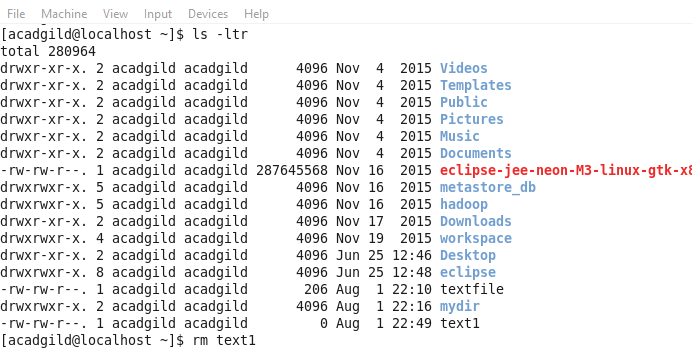 File Machine View Input Devices Help
[acadgild@localhost ~]$ ls -ltr
total 280964
drwxr-xr-x. 2 acadgild acadgild 4096 Nov 4 2015 Videos
drwxr-xr-x. 2 acadgild acadgild 4096 Nov 4 2015 Templates
drwxr-xr-x. 2 acadgild acadgild 4096 Nov 4 2015 Public
drwxr-xr-x. 2 acadgild acadgild 4096 Nov 4 2015 Pictures
drwxr-xr-x. 2 acadgild acadgild 4096 Nov 4 2015 Music
drwxr-xr-x. 2 acadgild acadgild 4096 Nov 4 2015 Documents
-rw-rw-r--. 1 acadgild acadgild 287645568 Nov 16 2015 eclipse-jee-neon-M3-linux-gtk-x8
drwxrwxr-x. 5 acadgild acadgild 4096 Nov 16 2015 metastore_db
drwxrwxr-x. 5 acadgild acadgild 4096 Nov 16 2015 hadoop
drwxr-xr-x. 2 acadgild acadgild 4096 Nov 17 2015 Downloads
drwxrwxr-x. 4 acadgild acadgild 4096 Nov 19 2015 workspace
drwxr-xr-x. 2 acadgild acadgild 4096 Jun 25 12:46 Desktop
drwxrwxr-x. 8 acadgild acadgild 4096 Jun 25 12:48 eclipse
-rw-rw-r--. 1 acadgild acadgild 206 Aug 1 22:10 textfile
drwxrwxr-x. 2 acadgild acadgild 4096 Aug 1 22:16 mydir
-rw-rw-r--. 1 acadgild acadgild 0 Aug 1 22:49 text1
[acadgild@localhost ~]$ rm text1